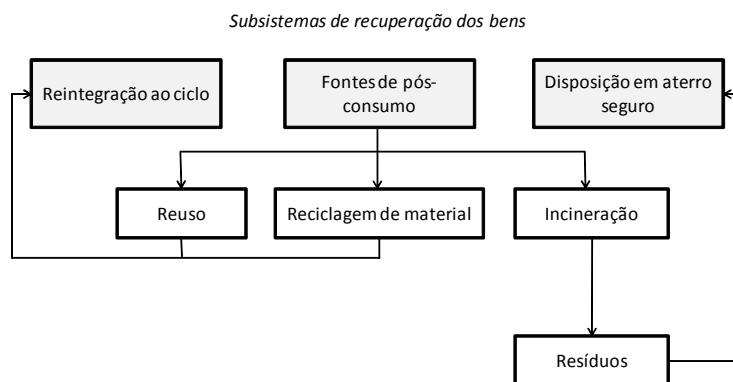 Subsistemas de recuperação dos bens
Reintegração ao ciclo
Fontes de pós-
consumo
Disposição em aterro
seguro
Reuso
Reciclagem de material
Incineração
Resíduos